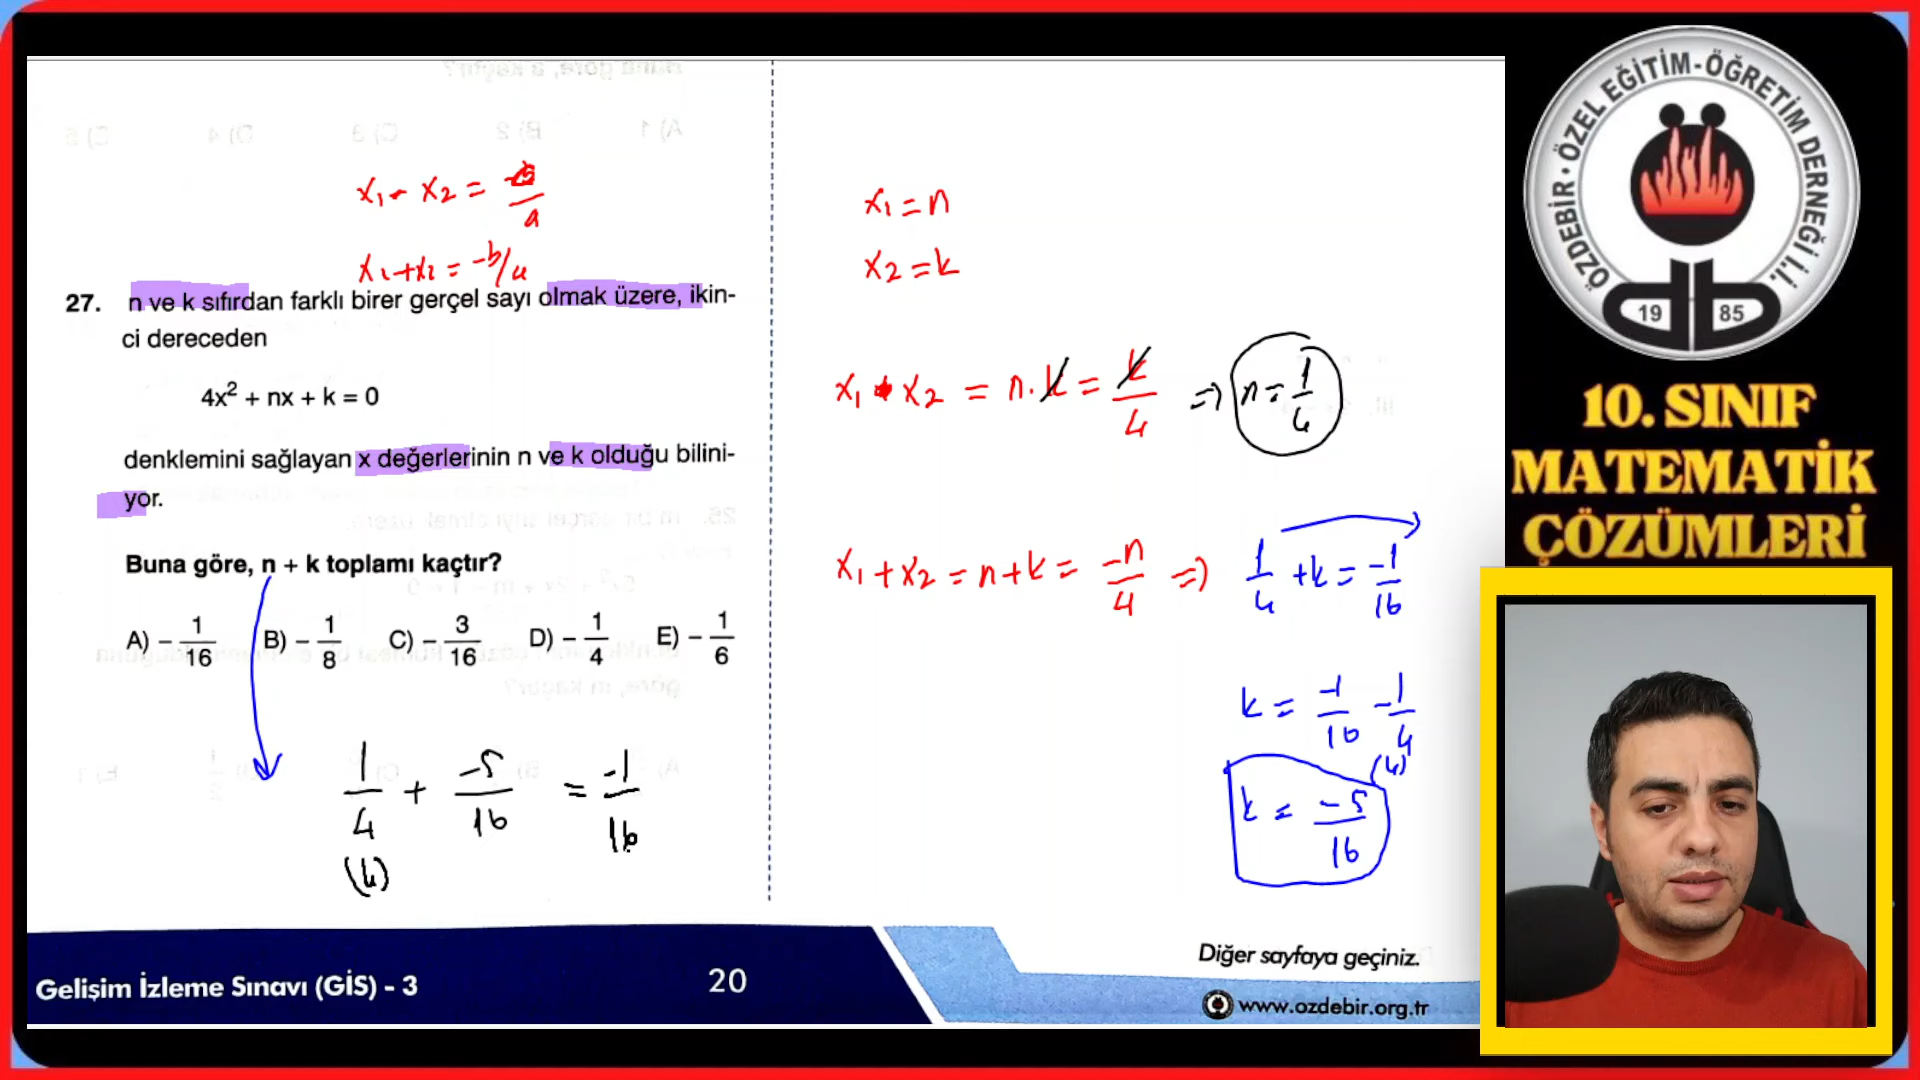 x₁ - x₂ = /a
x₁+x₂ = -b/a
27. n ve k sıfırdan farklı birer gerçel sayı olmak üzere, ikin-
ci dereceden
4x² + nx + k = 0
denklemini sağlayan x değerlerinin n ve k olduğu bilini-
yor.
Buna göre, n + k toplamı kaçtır?
A) - 1/16 B) - 1/8 C) - 3/16 D) - 1/4 E) - 1/6
1/4 + -5/16 = -1/16
(4)
x₁ = n
x₂ = k
x₁ • x₂ = n . k = k/4 => n = 1/4
x₁ + x₂ = n + k = -n/4 => 1/4 + k = -1/16
k = -1/16 - 1/4
(4)
k = -5/16
Gelişim İzleme Sınavı (GİS) - 3
20
Diğer sayfaya geçiniz.
www.ozdebir.org.tr
ÖZDEBİR • ÖZEL EĞİTİM-ÖĞRETİM DERNEĞİ İ.İ.
19 85
10. SINIF
MATEMATİK
ÇÖZÜMLERİ